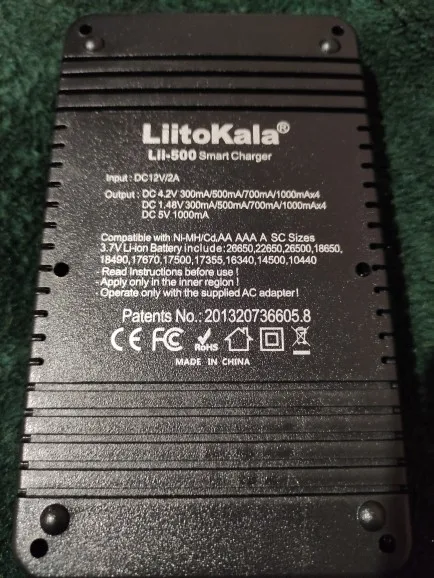 LiitoKala®
Lii-500 Smart Charger
Input : DC12V/2A
Output : DC 4.2V 300mA/500mA/700mA/1000mAx4
DC 1.48V 300mA/500mA/700mA/1000mAx4
DC 5V 1000mA
Compatible with Ni-MH/Cd,AA AAA A SC Sizes
3.7V Li-ion Battery include: 26650,22650,26500,18650,
18490,17670,17500,17355,16340,14500,10440
- Read Instructions before use !
- Apply only in the inner region !
- Operate only with the supplied AC adapter!
Patents No.: 201320736605.8
CE FC RoHS
MADE IN CHINA